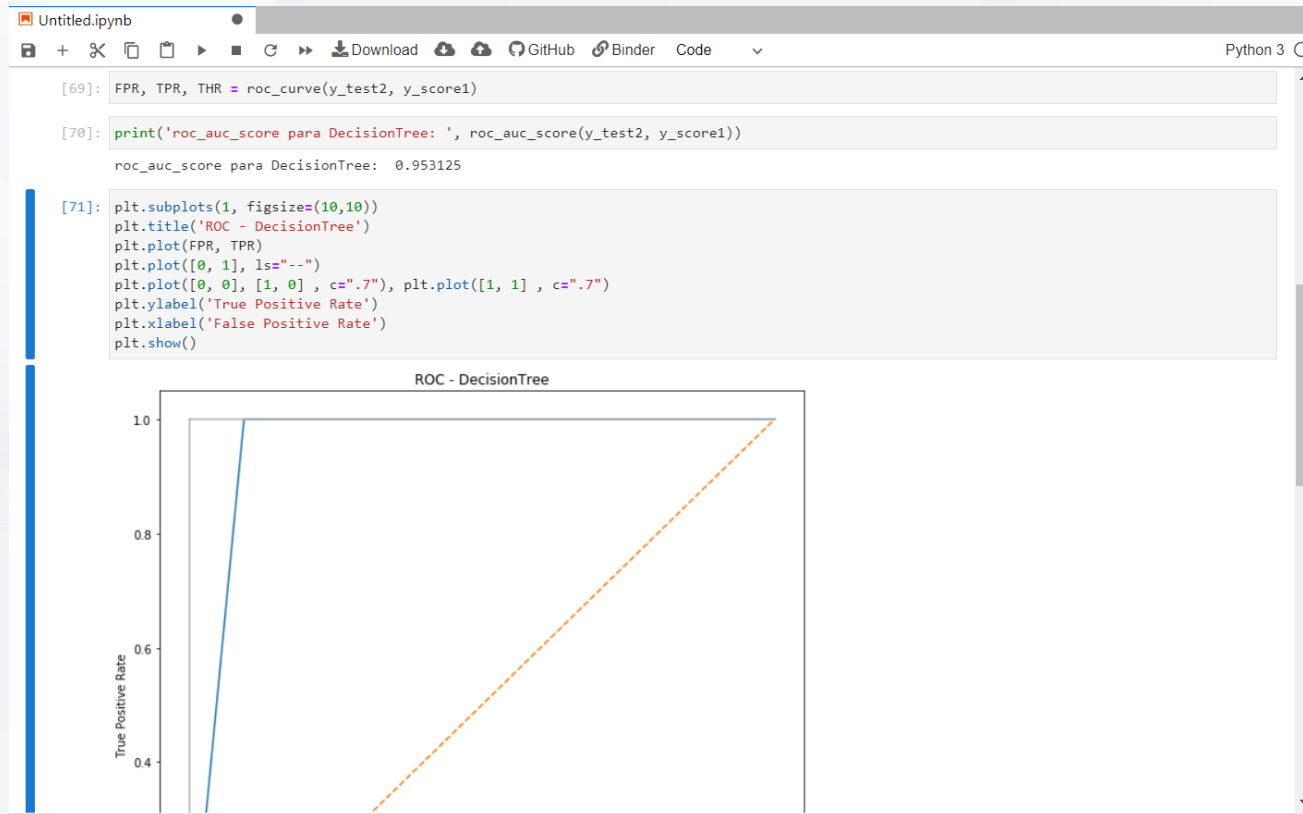 Untitled.ipynb
Download GitHub Binder Code Python 3
[69]: FPR, TPR, THR = roc_curve(y_test2, y_score1)
[70]: print('roc_auc_score para DecisionTree: ', roc_auc_score(y_test2, y_score1))
roc_auc_score para DecisionTree:  0.953125
[71]: plt.subplots(1, figsize=(10,10))
plt.title('ROC - DecisionTree')
plt.plot(FPR, TPR)
plt.plot([0, 1], ls="--")
plt.plot([0, 0], [1, 0] , c=".7"), plt.plot([1, 1] , c=".7")
plt.ylabel('True Positive Rate')
plt.xlabel('False Positive Rate')
plt.show()
ROC - DecisionTree
1.0
0.8
0.6
True Positive Rate
0.4